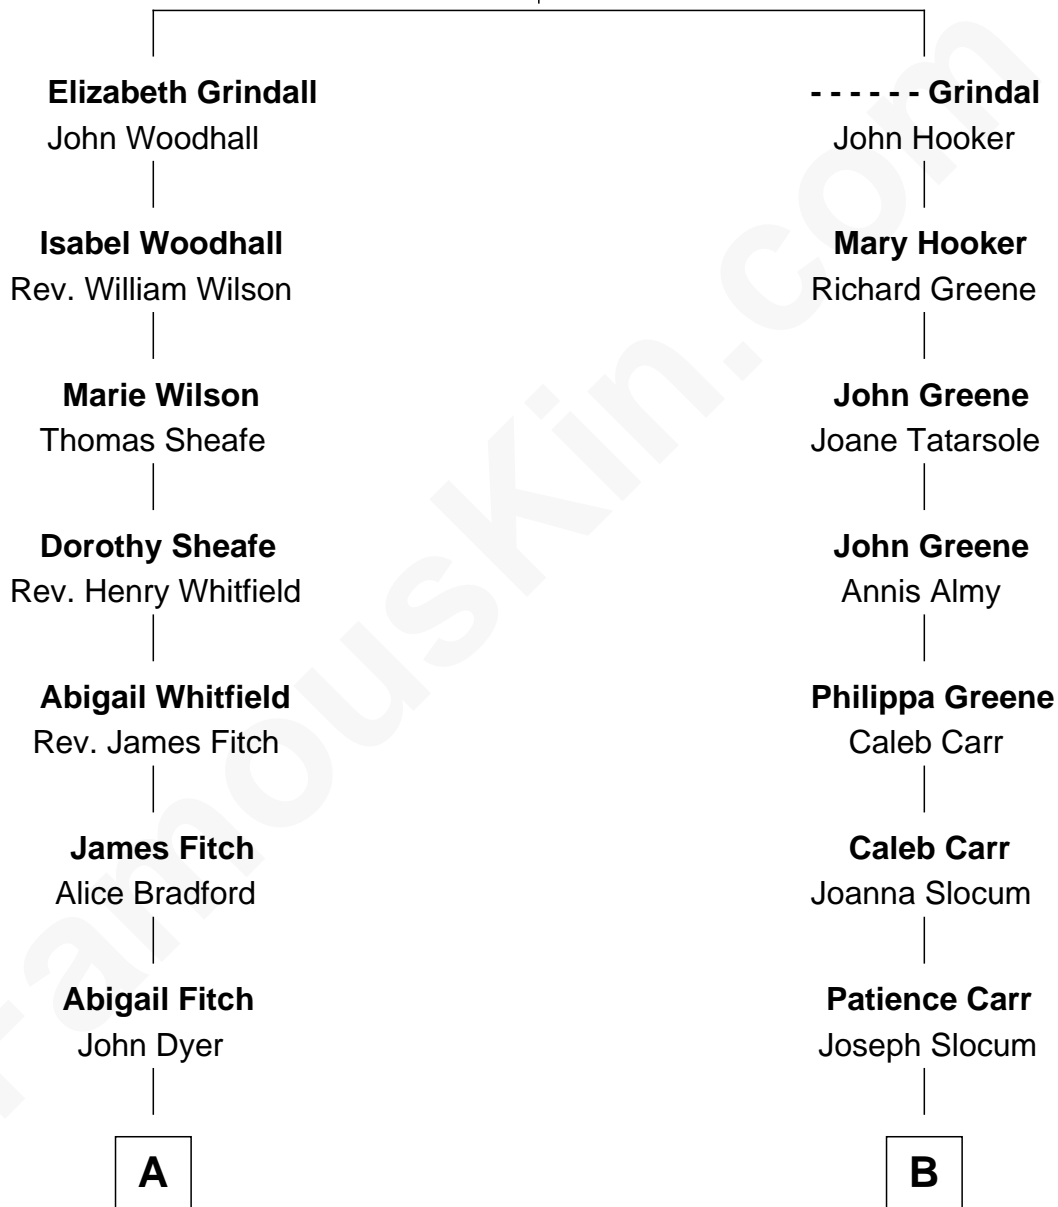 Elizabeth Grindall
John Woodhall
Isabel Woodhall
Rev. William Wilson
Marie Wilson
Thomas Sheafe
Dorothy Sheafe
Rev. Henry Whitfield
Abigail Whitfield
Rev. James Fitch
James Fitch
Alice Bradford
Abigail Fitch
John Dyer
A
- - - - - - Grindal
John Hooker
Mary Hooker
Richard Greene
John Greene
Joane Tatarsole
John Greene
Annis Almy
Philippa Greene
Caleb Carr
Caleb Carr
Joanna Slocum
Patience Carr
Joseph Slocum
B
FamousKin.com